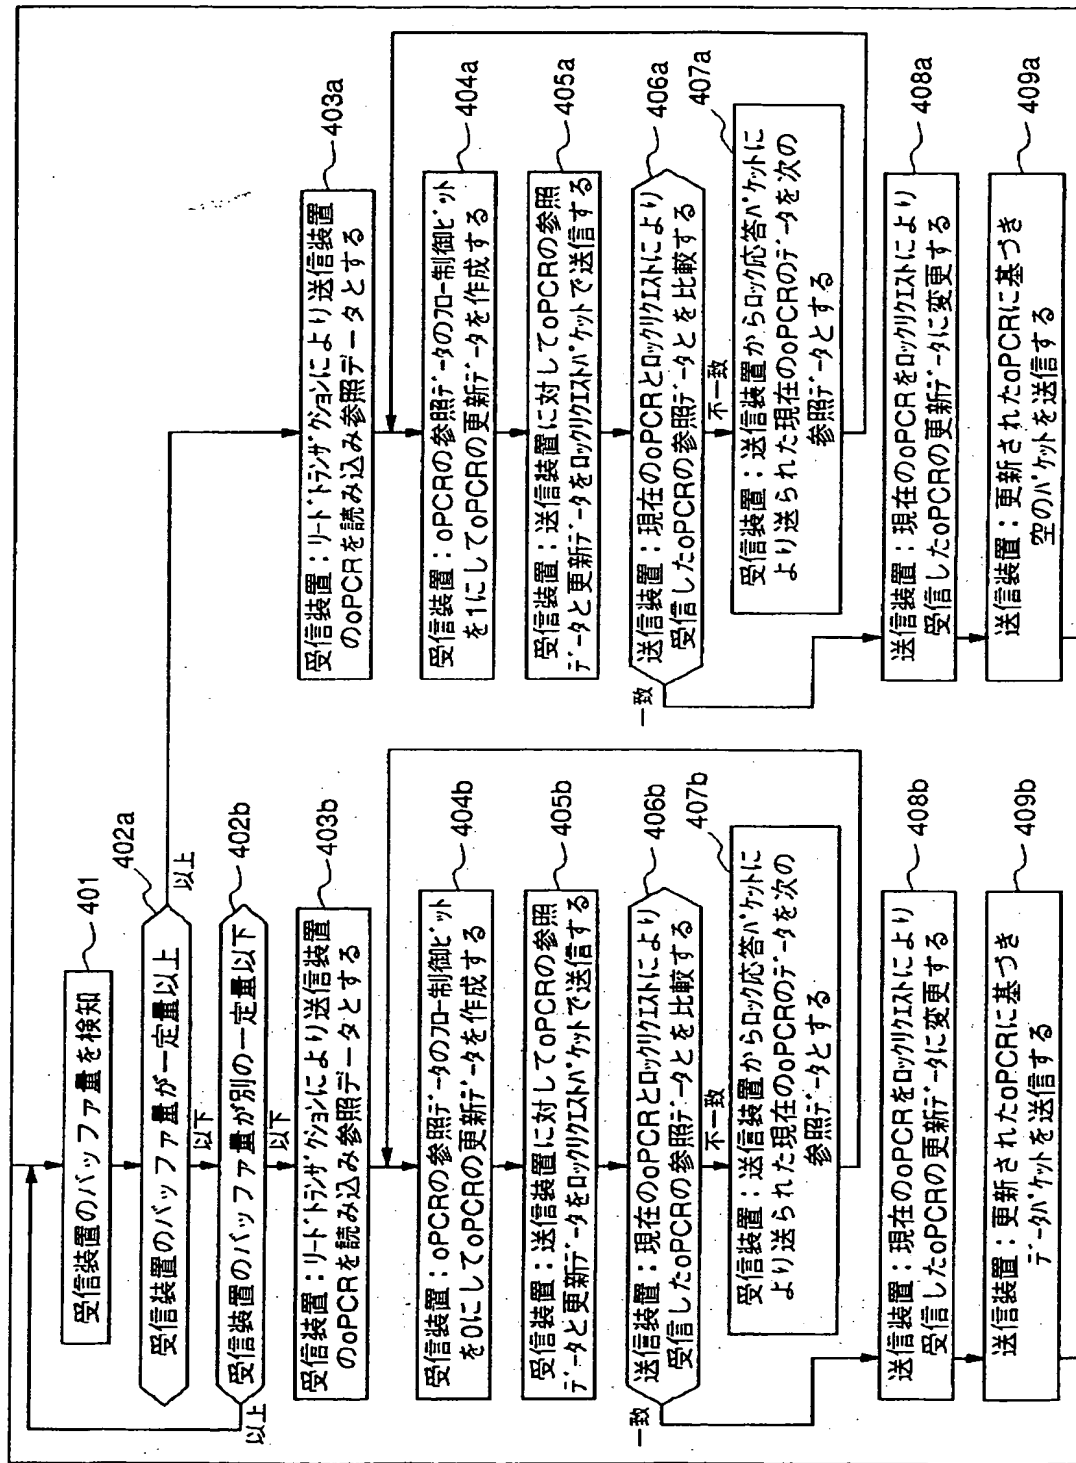 受信装置のバッファ量を検知
401
受信装置のバッファ量が一定量以上
402a
以上
以下
受信装置のバッファ量が別の一定量以下
402b
以上
以下
受信装置：リードトランザクションにより送信装置
のoPCRを読み込み参照データとする
403b
受信装置：oPCRの参照データのフロー制御ビット
を0にしてoPCRの更新データを作成する
404b
受信装置：送信装置に対してoPCRの参照
データと更新データをロックリクエストパケットで送信する
405b
送信装置：現在のoPCRとロックリクエストにより
受信したoPCRの参照データとを比較する
406b
一致
不一致
407b
受信装置：送信装置からロック応答パケットに
より送られた現在のoPCRのデータを次の
参照データとする
送信装置：現在のoPCRをロックリクエストにより
受信したoPCRの更新データに変更する
408b
送信装置：更新されたoPCRに基づき
データパケットを送信する
409b
受信装置：リードトランザクションにより送信装置
のoPCRを読み込み参照データとする
403a
受信装置：oPCRの参照データのフロー制御ビット
を1にしてoPCRの更新データを作成する
404a
受信装置：送信装置に対してoPCRの参照
データと更新データをロックリクエストパケットで送信する
405a
送信装置：現在のoPCRとロックリクエストにより
受信したoPCRの参照データとを比較する
406a
一致
不一致
407a
受信装置：送信装置からロック応答パケットに
より送られた現在のoPCRのデータを次の
参照データとする
送信装置：現在のoPCRをロックリクエストにより
受信したoPCRの更新データに変更する
408a
送信装置：更新されたoPCRに基づき
空のパケットを送信する
409a